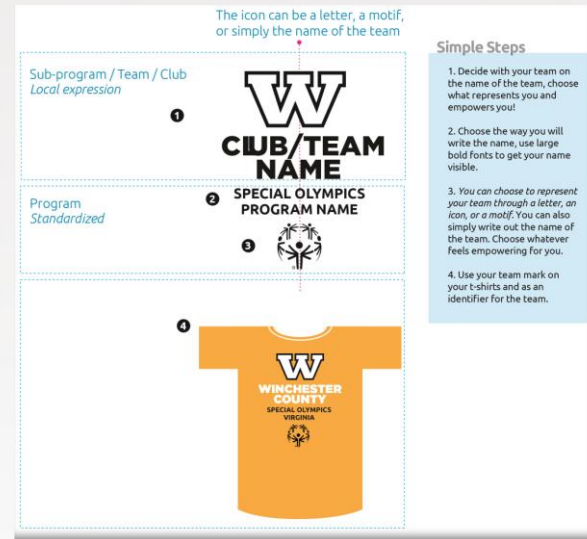 The icon can be a letter, a motif,
or simply the name of the team
Sub-program / Team / Club
Local expression
1
W
CLUB/TEAM
NAME
Program
Standardized
2
SPECIAL OLYMPICS
PROGRAM NAME
3
4
W
WINCHESTER
COUNTY
SPECIAL OLYMPICS
VIRGINIA
Simple Steps
1. Decide with your team on
the name of the team, choose
what represents you and
empowers you!
2. Choose the way you will
write the name, use large
bold fonts to get your name
visible.
3. You can choose to represent
your team through a letter, an
icon, or a motif. You can also
simply write out the name of
the team. Choose whatever
feels empowering for you.
4. Use your team mark on
your t-shirts and as an
identifier for the team.